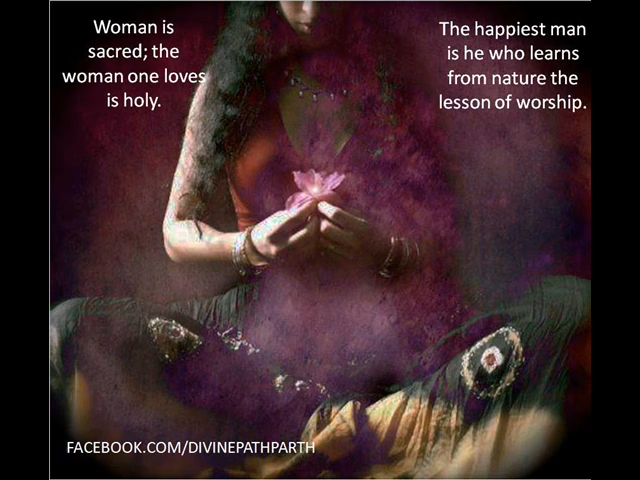 Woman is
sacred; the
woman one loves
is holy.
The happiest man
is he who learns
from nature the
lesson of worship.
FACEBOOK.COM/DIVINEPATHPARTH